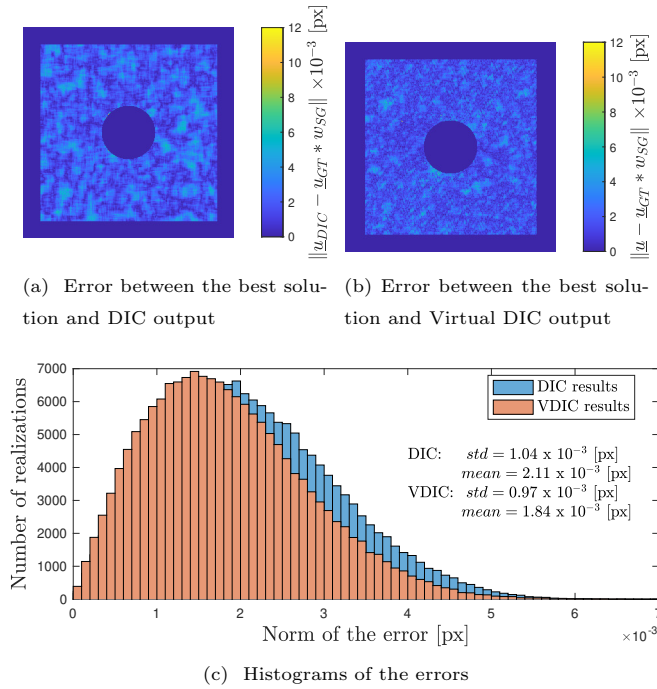 12
10
8
6
4
2
0
‖u_DIC − u_GT * w_SG‖ ×10⁻³ [px]
12
10
8
6
4
2
0
‖u − u_GT * w_SG‖ ×10⁻³ [px]
(a) Error between the best solu-
tion and DIC output
(b) Error between the best solu-
tion and Virtual DIC output
7000
6000
5000
4000
3000
2000
1000
0
Number of realizations
DIC results
VDIC results
DIC: std = 1.04 x 10⁻³ [px]
mean = 2.11 x 10⁻³ [px]
VDIC: std = 0.97 x 10⁻³ [px]
mean = 1.84 x 10⁻³ [px]
0 1 2 3 4 5 6 7
×10⁻³
Norm of the error [px]
(c) Histograms of the errors